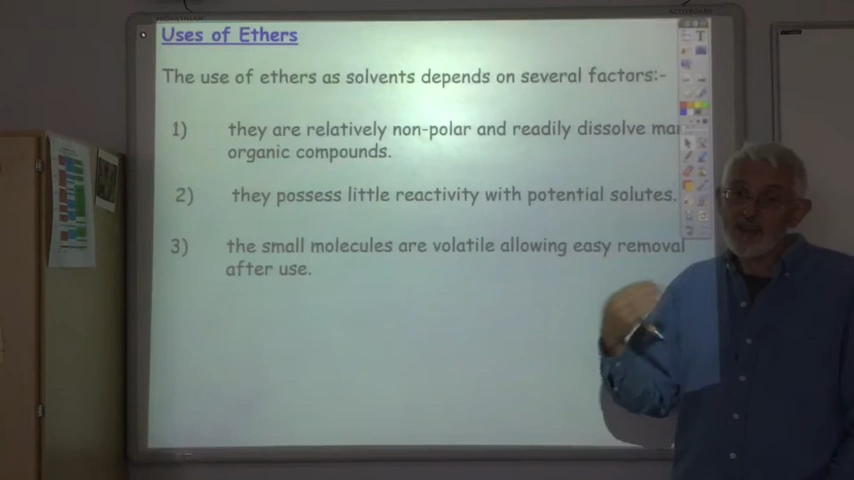 Uses of Ethers
The use of ethers as solvents depends on several factors:-
1) they are relatively non-polar and readily dissolve
organic compounds.
2) they possess little reactivity with potential solutes.
3) the small molecules are volatile allowing easy removal
after use.